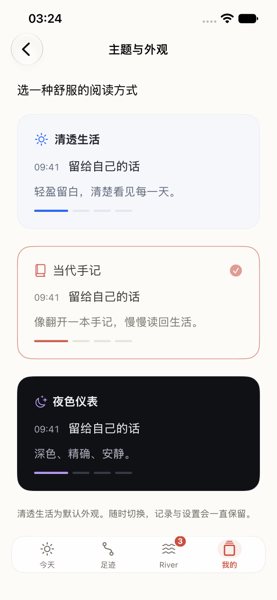 03:24
主题与外观
选一种舒服的阅读方式
清透生活
09:41 留给自己的话
轻盈留白，清楚看见每一天。
当代手记
09:41 留给自己的话
像翻开一本手记，慢慢读回生活。
夜色仪表
09:41 留给自己的话
深色、精确、安静。
清透生活为默认外观。随时切换，记录与设置会一直保留。
3
今天 足迹 River 我的